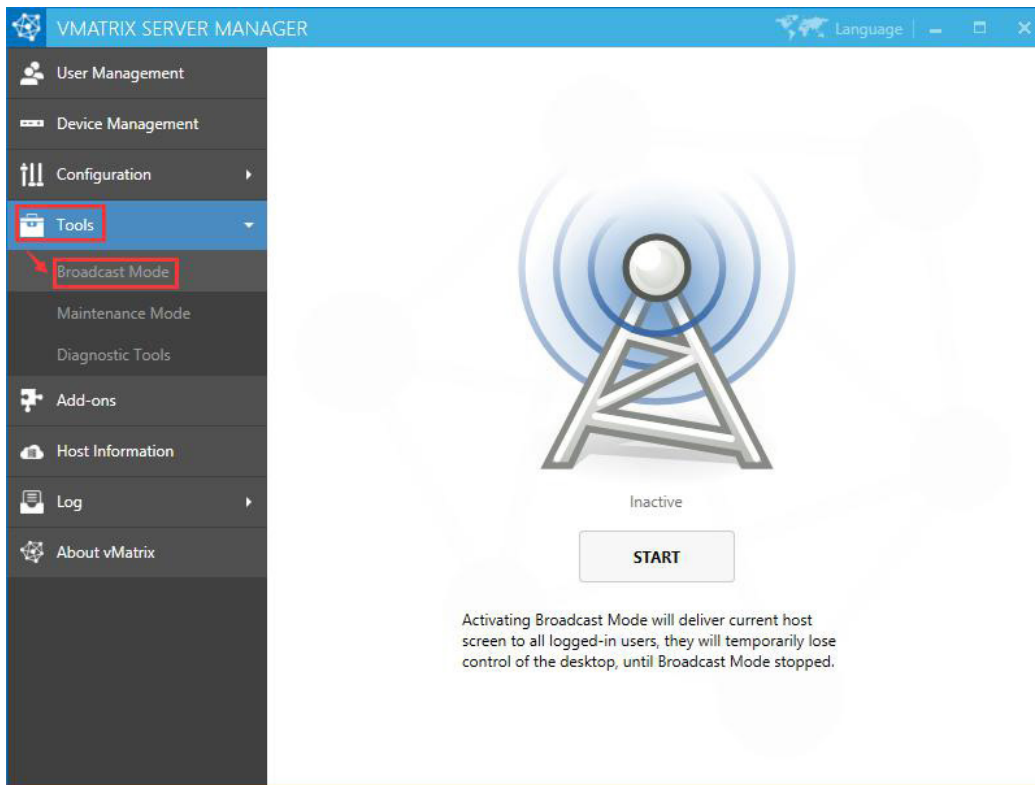 VMATRIX SERVER MANAGER
Language
User Management
Device Management
Configuration
Tools
Broadcast Mode
Maintenance Mode
Diagnostic Tools
Add-ons
Host Information
Log
About vMatrix
Inactive
START
Activating Broadcast Mode will deliver current host
screen to all logged-in users, they will temporarily lose
control of the desktop, until Broadcast Mode stopped.